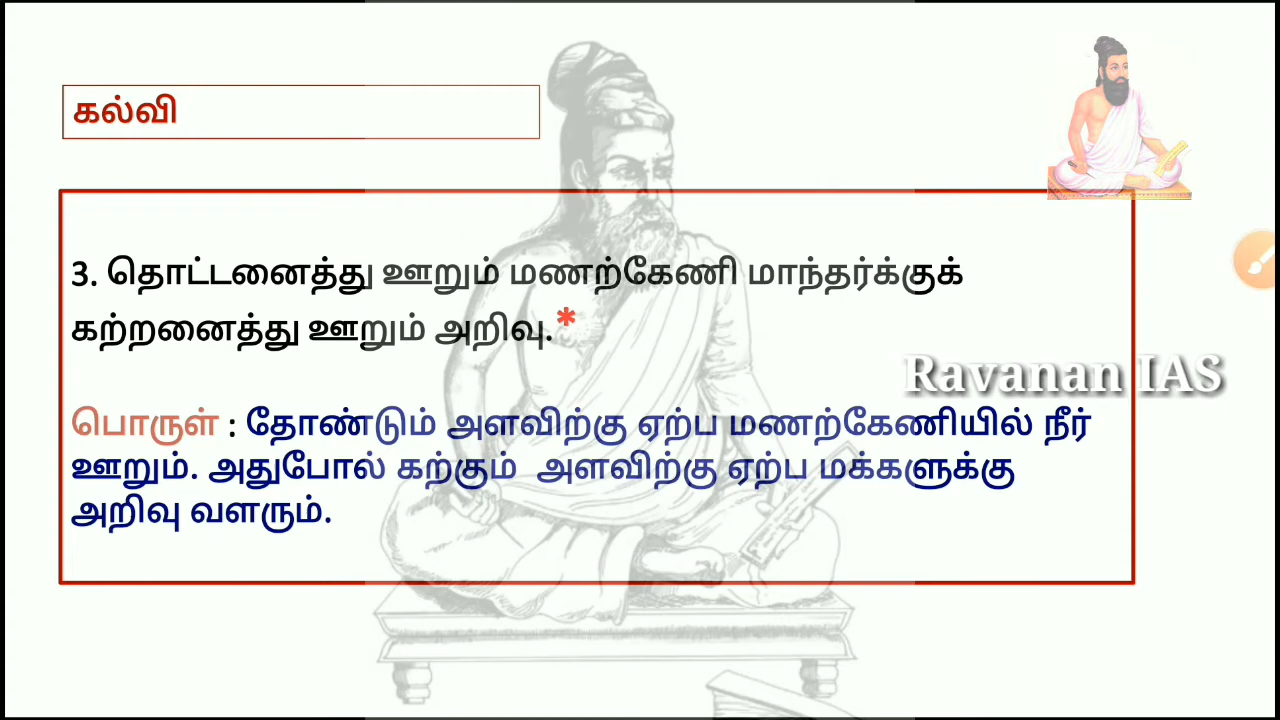 கல்வி
3. தொட்டனைத்து ஊறும் மணற்கேணி மாந்தர்க்குக்
கற்றனைத்து ஊறும் அறிவு.*
Ravanan IAS
பொருள் : தோண்டும் அளவிற்கு ஏற்ப மணற்கேணியில் நீர்
ஊறும். அதுபோல் கற்கும் அளவிற்கு ஏற்ப மக்களுக்கு
அறிவு வளரும்.